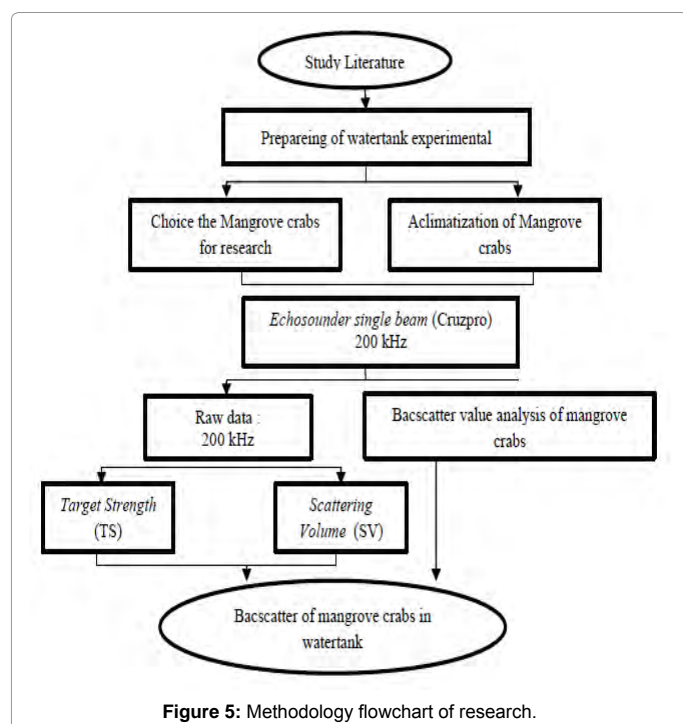 Study Literature
Prepareing of watertank experimental
Choice the Mangrove crabs
for research
Aclimatization of Mangrove
crabs
Echosounder single beam (Cruzpro)
200 kHz
Raw data :
200 kHz
Bacscatter value analysis of mangrove
crabs
Target Strength
(TS)
Scattering
Volume (SV)
Bacscatter of mangrove crabs in
watertank
Figure 5: Methodology flowchart of research.